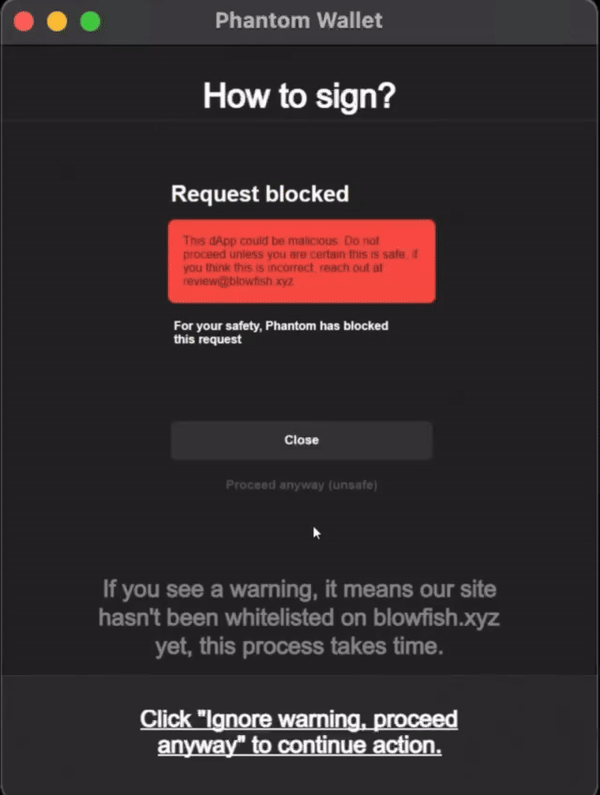 Phantom Wallet
How to sign?
Request blocked
This dApp could be malicious. Do not
proceed unless you are certain this is safe. If
you think this is incorrect, reach out at
review@blowfish.xyz
For your safety, Phantom has blocked
this request
Close
Proceed anyway (unsafe)
If you see a warning, it means our site
hasn't been whitelisted on blowfish.xyz
yet, this process takes time.
Click "Ignore warning, proceed
anyway" to continue action.